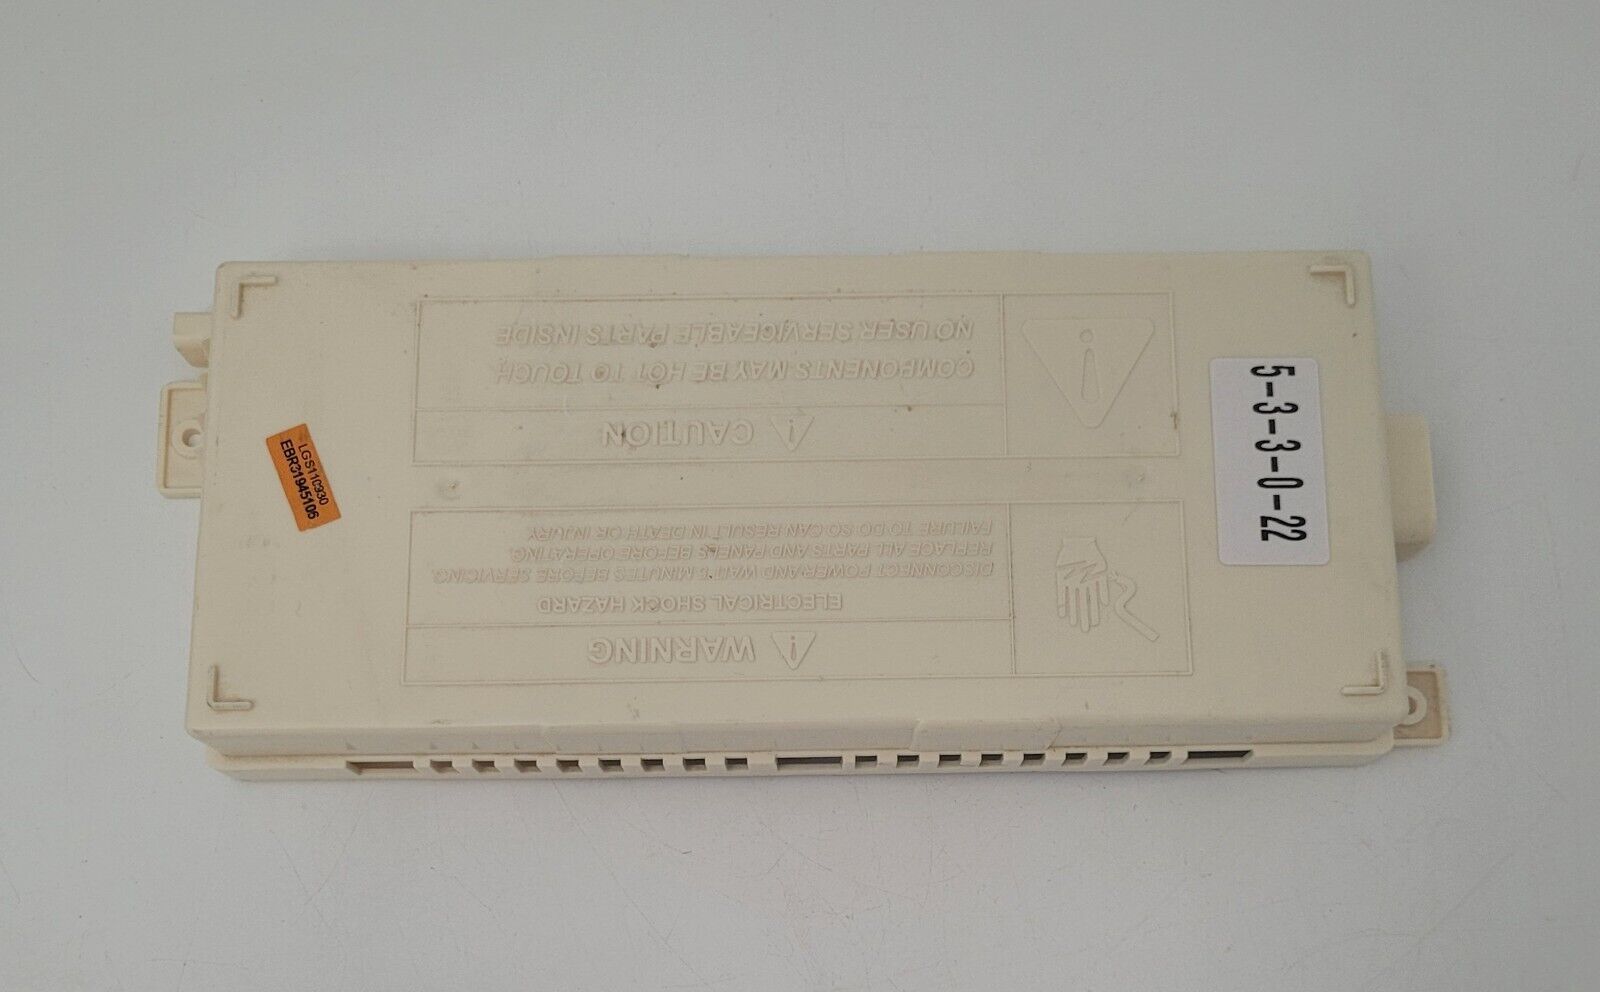 WARNING
ELECTRICAL SHOCK HAZARD
DISCONNECT POWER AND WAIT 5 MINUTES BEFORE SERVICING.
REPLACE ALL PARTS AND PANELS BEFORE OPERATING.
FAILURE TO DO SO CAN RESULT IN DEATH OR INJURY.
CAUTION
COMPONENTS MAY BE HOT TO TOUCH.
NO USER SERVICEABLE PARTS INSIDE
LGS110930
EBR31945106
5-3-3-0-22